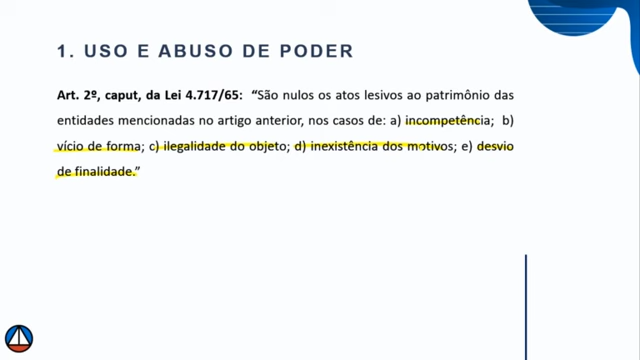 1. USO E ABUSO DE PODER
Art. 2º, caput, da Lei 4.717/65: “São nulos os atos lesivos ao patrimônio das
entidades mencionadas no artigo anterior, nos casos de: a) incompetência; b)
vício de forma; c) ilegalidade do objeto; d) inexistência dos motivos; e) desvio
de finalidade.”